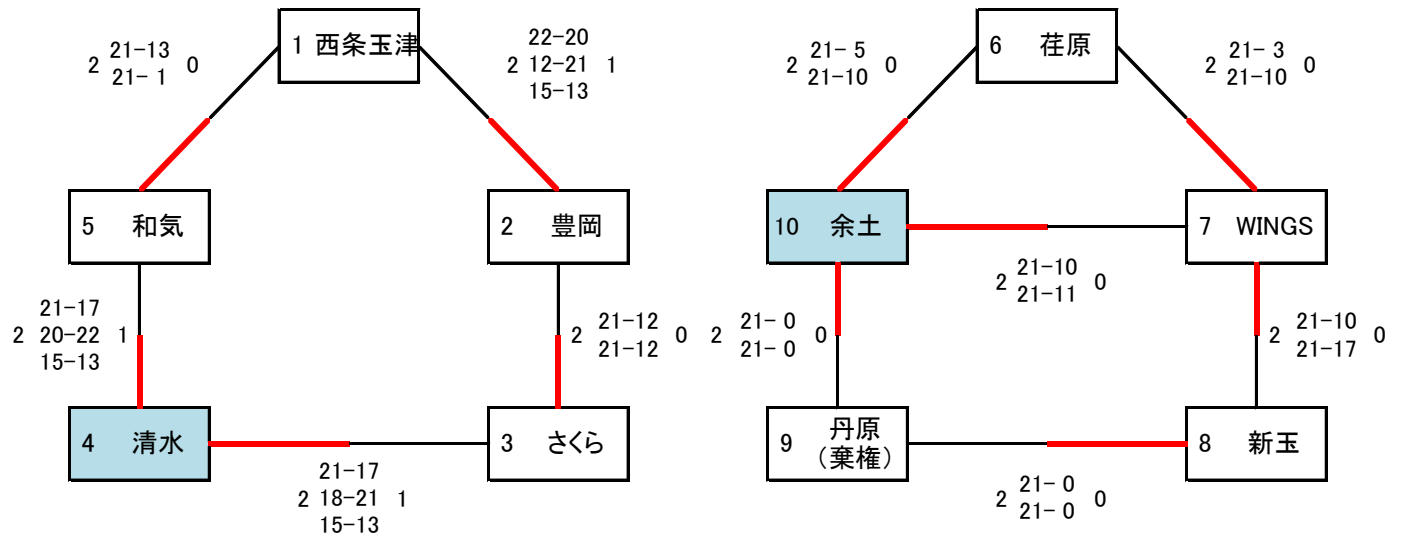 1 西条玉津
2 21-13 0
21- 1
22-20
2 12-21 1
15-13
5 和気
2 豊岡
21-17
2 20-22 1
15-13
2 21-12 0
21-12
4 清水
3 さくら
21-17
2 18-21 1
15-13
6 荏原
2 21- 5 0
21-10
2 21- 3 0
21-10
10 余土
7 WINGS
2 21-10 0
21-11
2 21- 0 0
21- 0
2 21-10 0
21-17
9 丹原
（棄権）
8 新玉
2 21- 0 0
21- 0